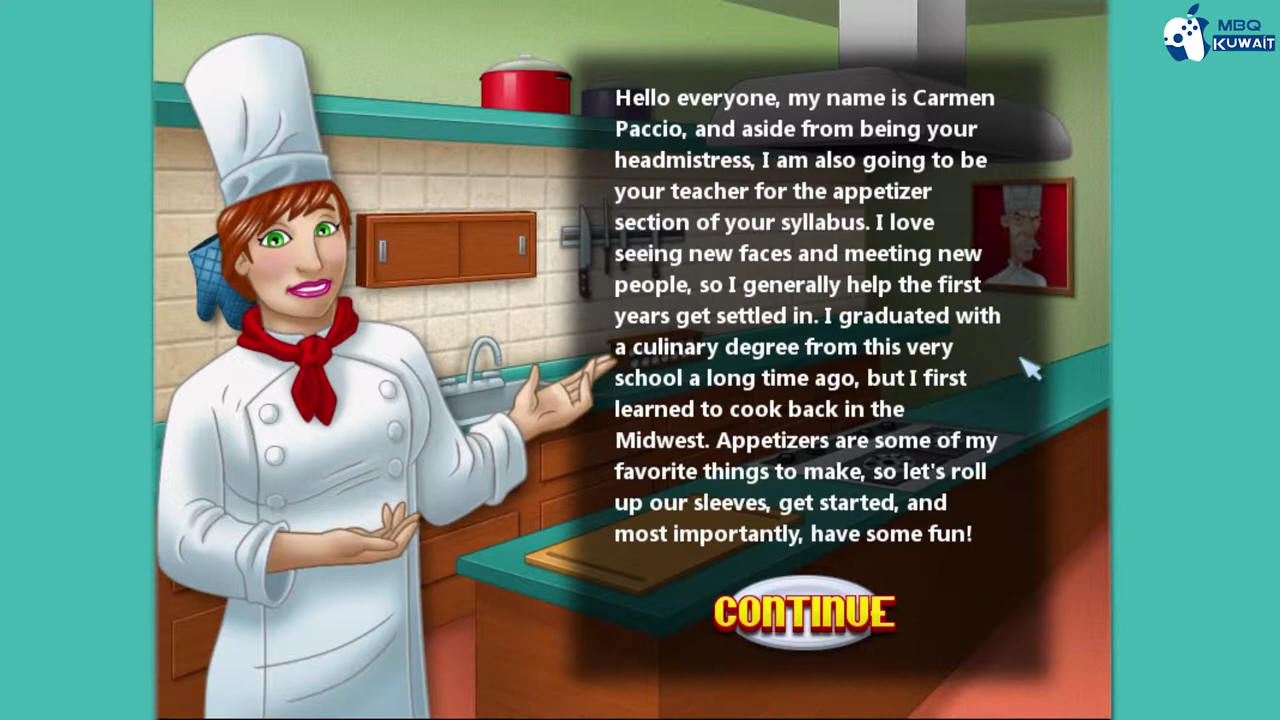 MBQ
KUWAIT
Hello everyone, my name is Carmen
Paccio, and aside from being your
headmistress, I am also going to be
your teacher for the appetizer
section of your syllabus. I love
seeing new faces and meeting new
people, so I generally help the first
years get settled in. I graduated with
a culinary degree from this very
school a long time ago, but I first
learned to cook back in the
Midwest. Appetizers are some of my
favorite things to make, so let's roll
up our sleeves, get started, and
most importantly, have some fun!
CONTINUE